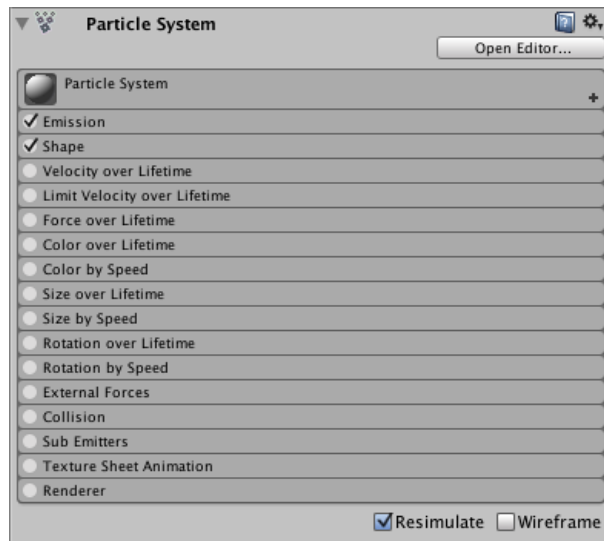 Particle System
Open Editor...
Particle System
Emission
Shape
Velocity over Lifetime
Limit Velocity over Lifetime
Force over Lifetime
Color over Lifetime
Color by Speed
Size over Lifetime
Size by Speed
Rotation over Lifetime
Rotation by Speed
External Forces
Collision
Sub Emitters
Texture Sheet Animation
Renderer
Resimulate Wireframe